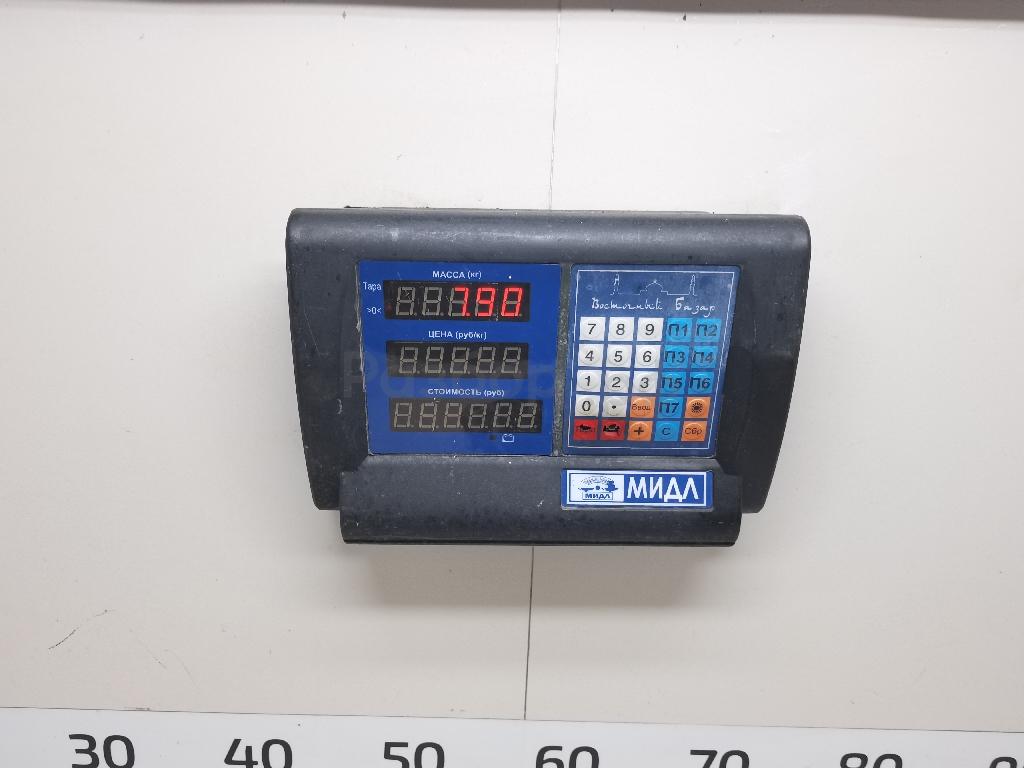 МАССА (кг)
Тара
>0<
7.90
ЦЕНА (руб/кг)
СТОИМОСТЬ (руб)
Восточный Базар
7 8 9 П1 П2
4 5 6 П3 П4
1 2 3 П5 П6
0 . Ввод П7
+ С Сбр
МИДЛ
МИДЛ
30 40 50 60 70 80